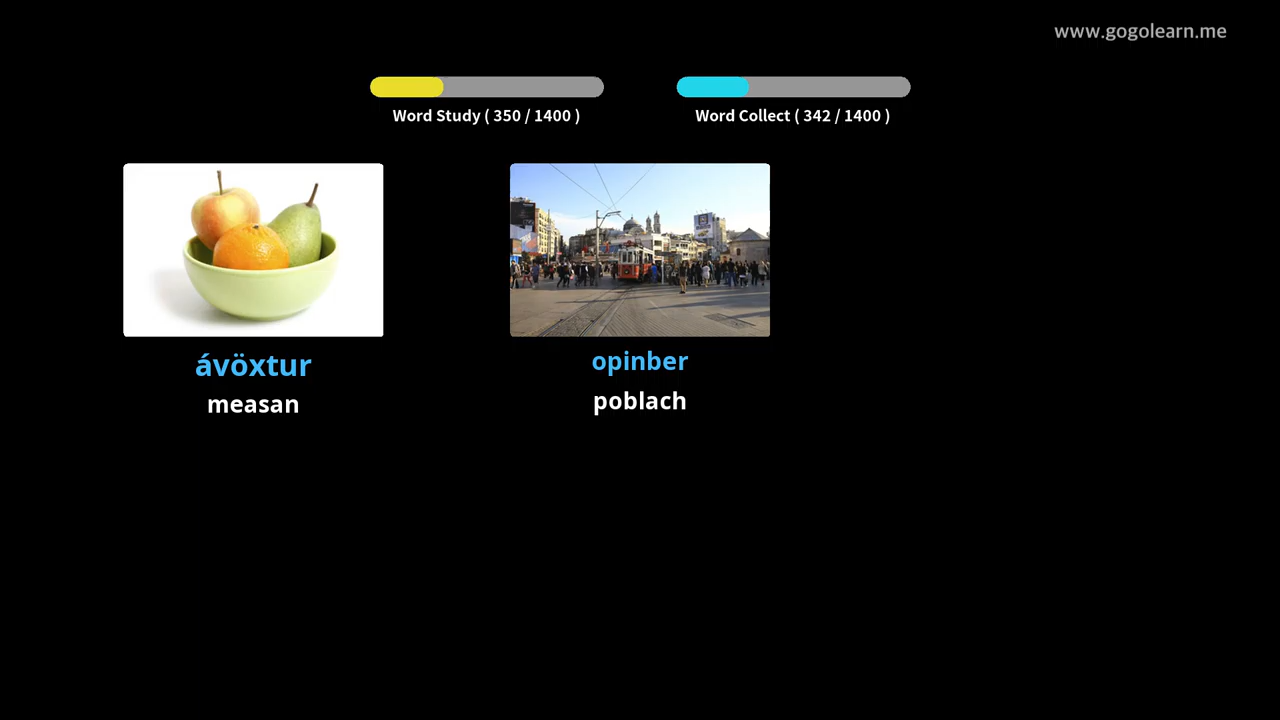 www.gogolearn.me
Word Study ( 350 / 1400 )
Word Collect ( 342 / 1400 )
ávöxtur
measan
opinber
poblach